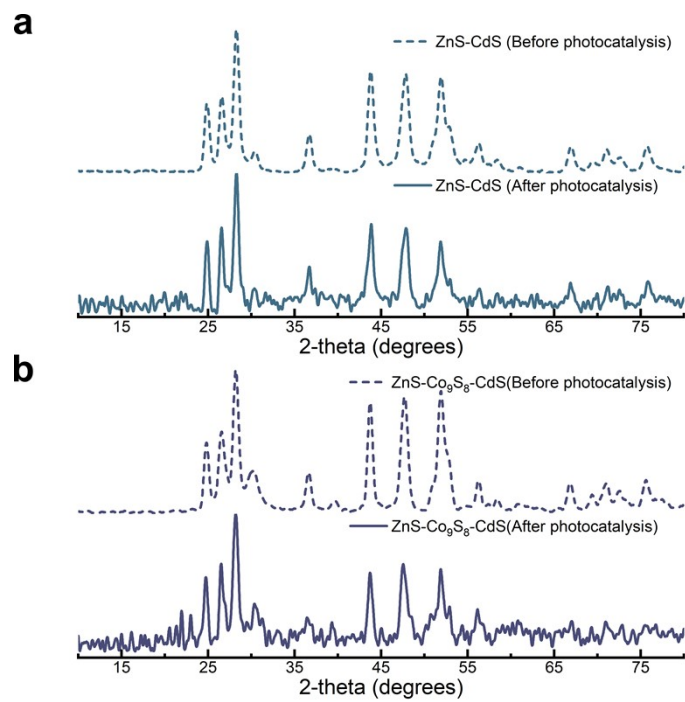 a
ZnS-CdS (Before photocatalysis)
ZnS-CdS (After photocatalysis)
15 25 35 45 55 65 75
2-theta (degrees)
b
ZnS-Co₉S₈-CdS(Before photocatalysis)
ZnS-Co₉S₈-CdS(After photocatalysis)
15 25 35 45 55 65 75
2-theta (degrees)